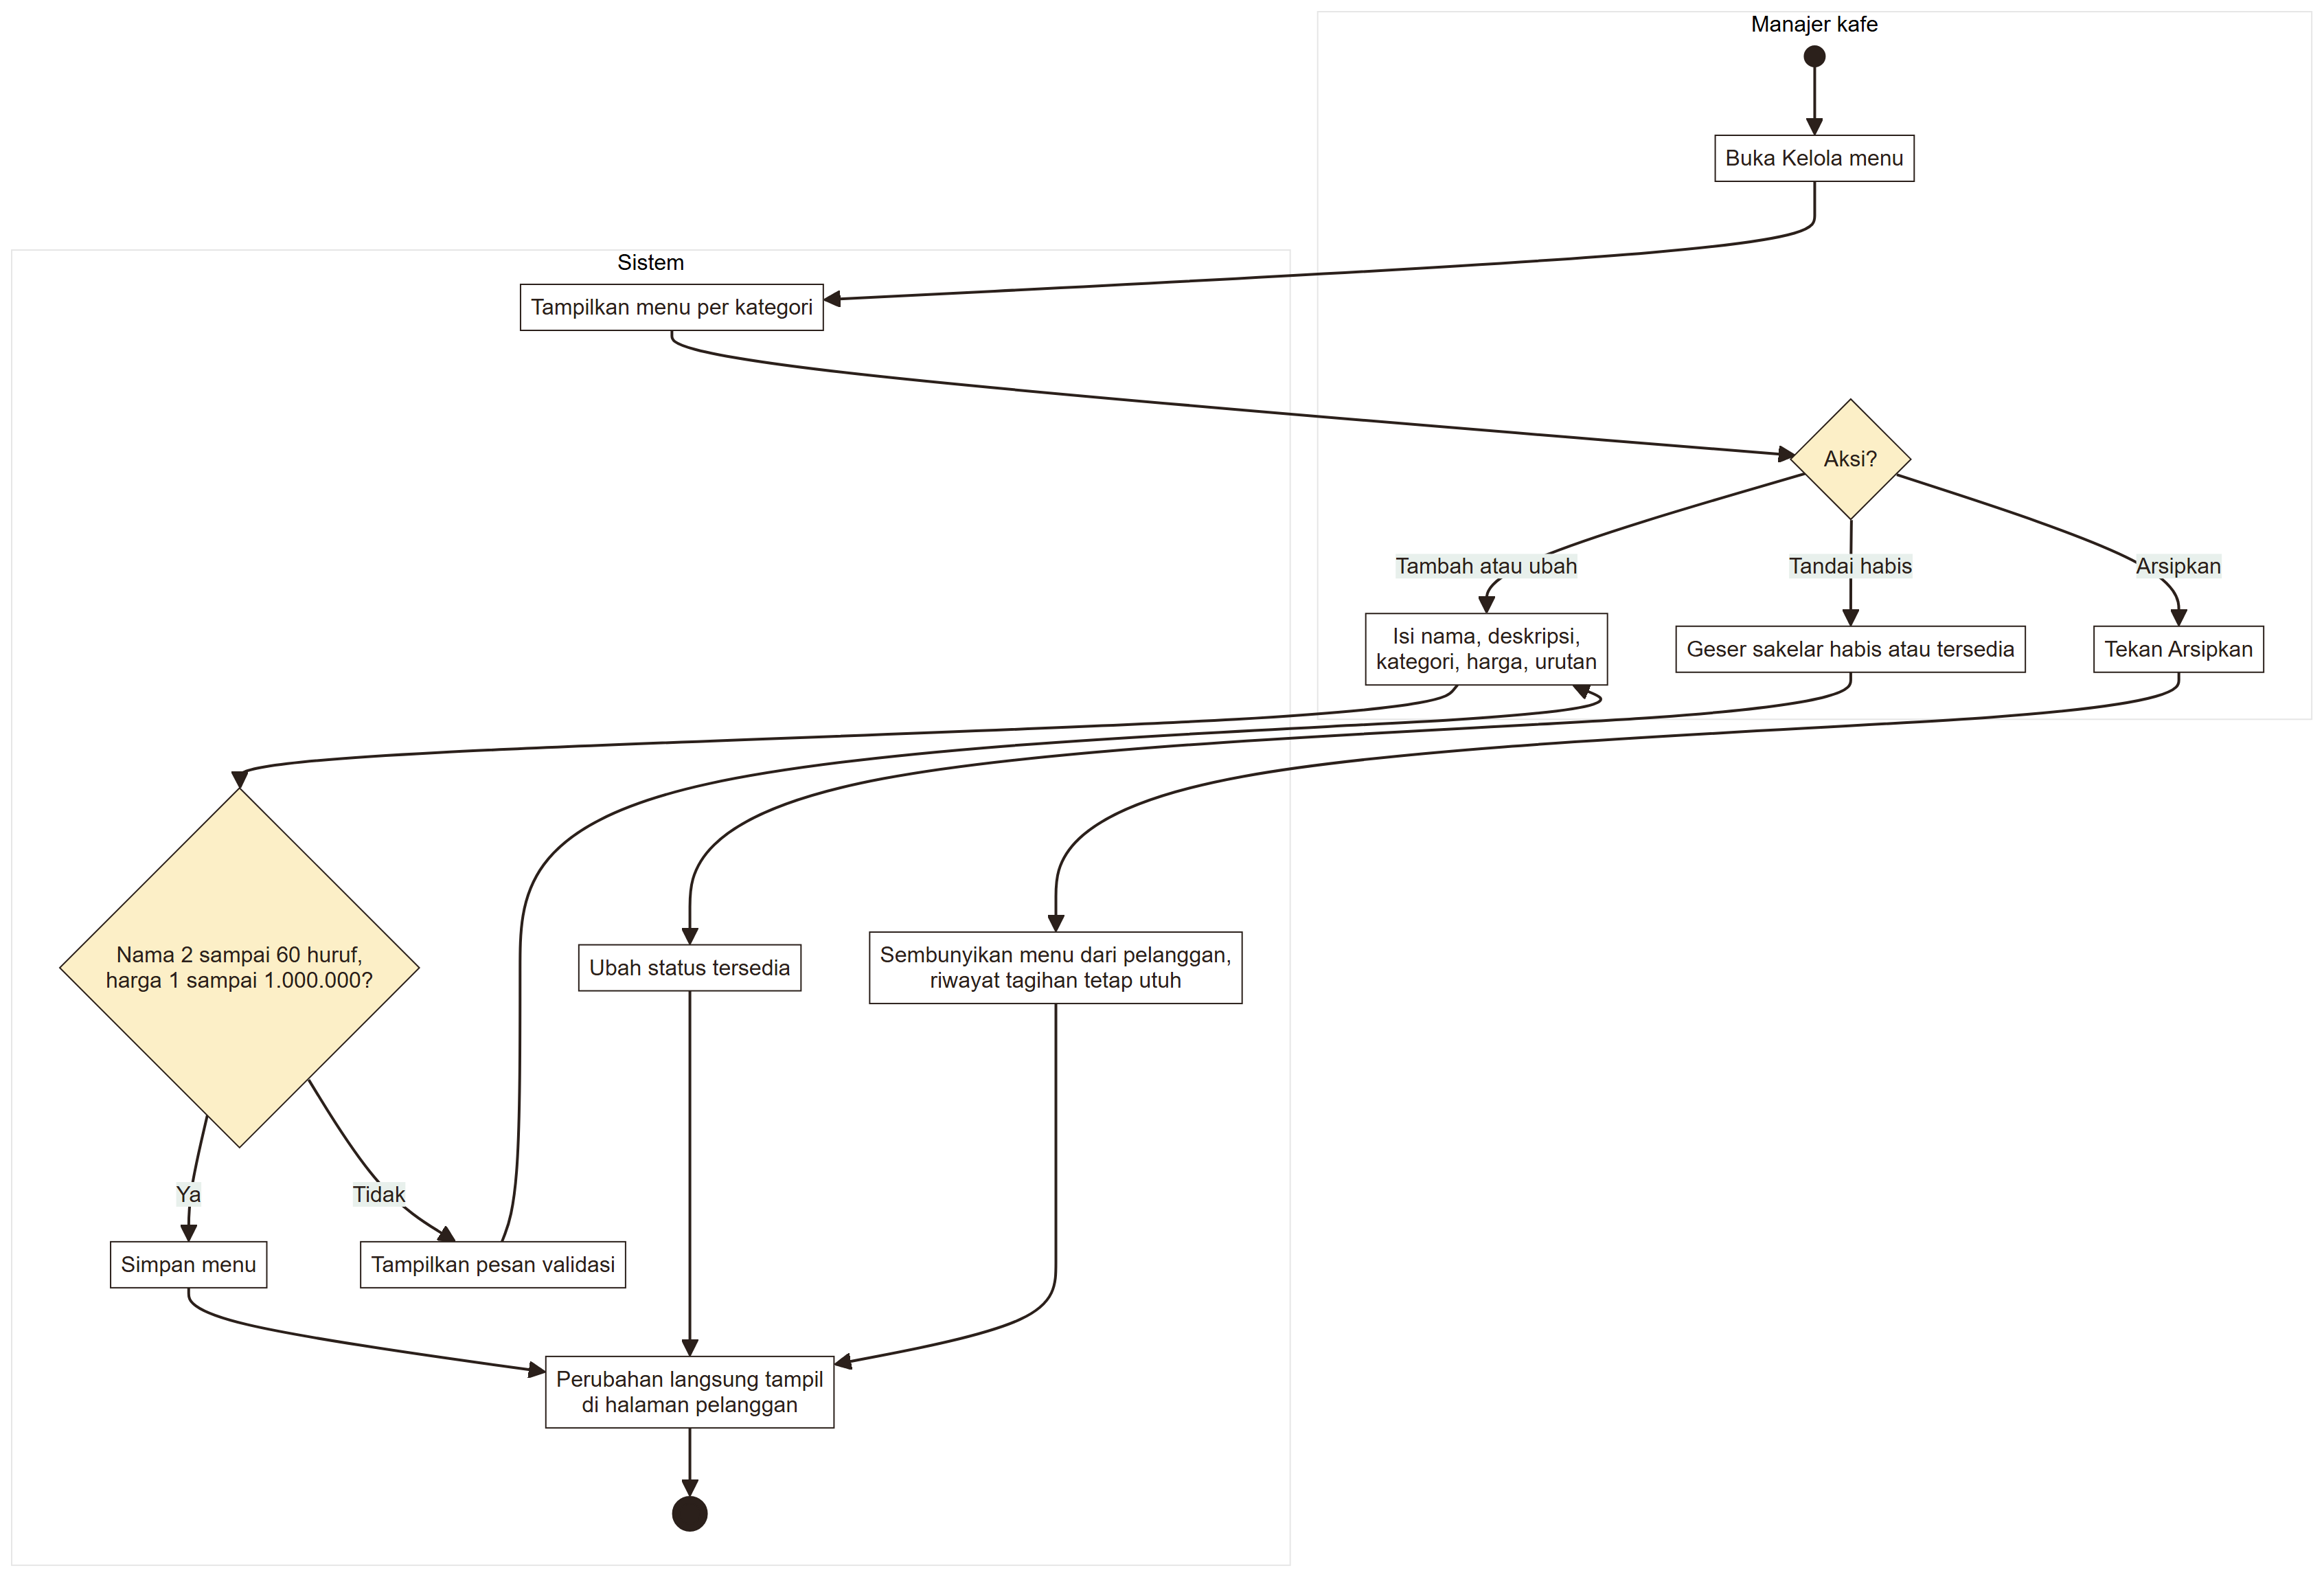 Manajer kafe
Buka Kelola menu
Sistem
Tampilkan menu per kategori
Aksi?
Tambah atau ubah
Tandai habis
Arsipkan
Isi nama, deskripsi,
kategori, harga, urutan
Geser sakelar habis atau tersedia
Tekan Arsipkan
Nama 2 sampai 60 huruf,
harga 1 sampai 1.000.000?
Ubah status tersedia
Sembunyikan menu dari pelanggan,
riwayat tagihan tetap utuh
Ya
Tidak
Simpan menu
Tampilkan pesan validasi
Perubahan langsung tampil
di halaman pelanggan